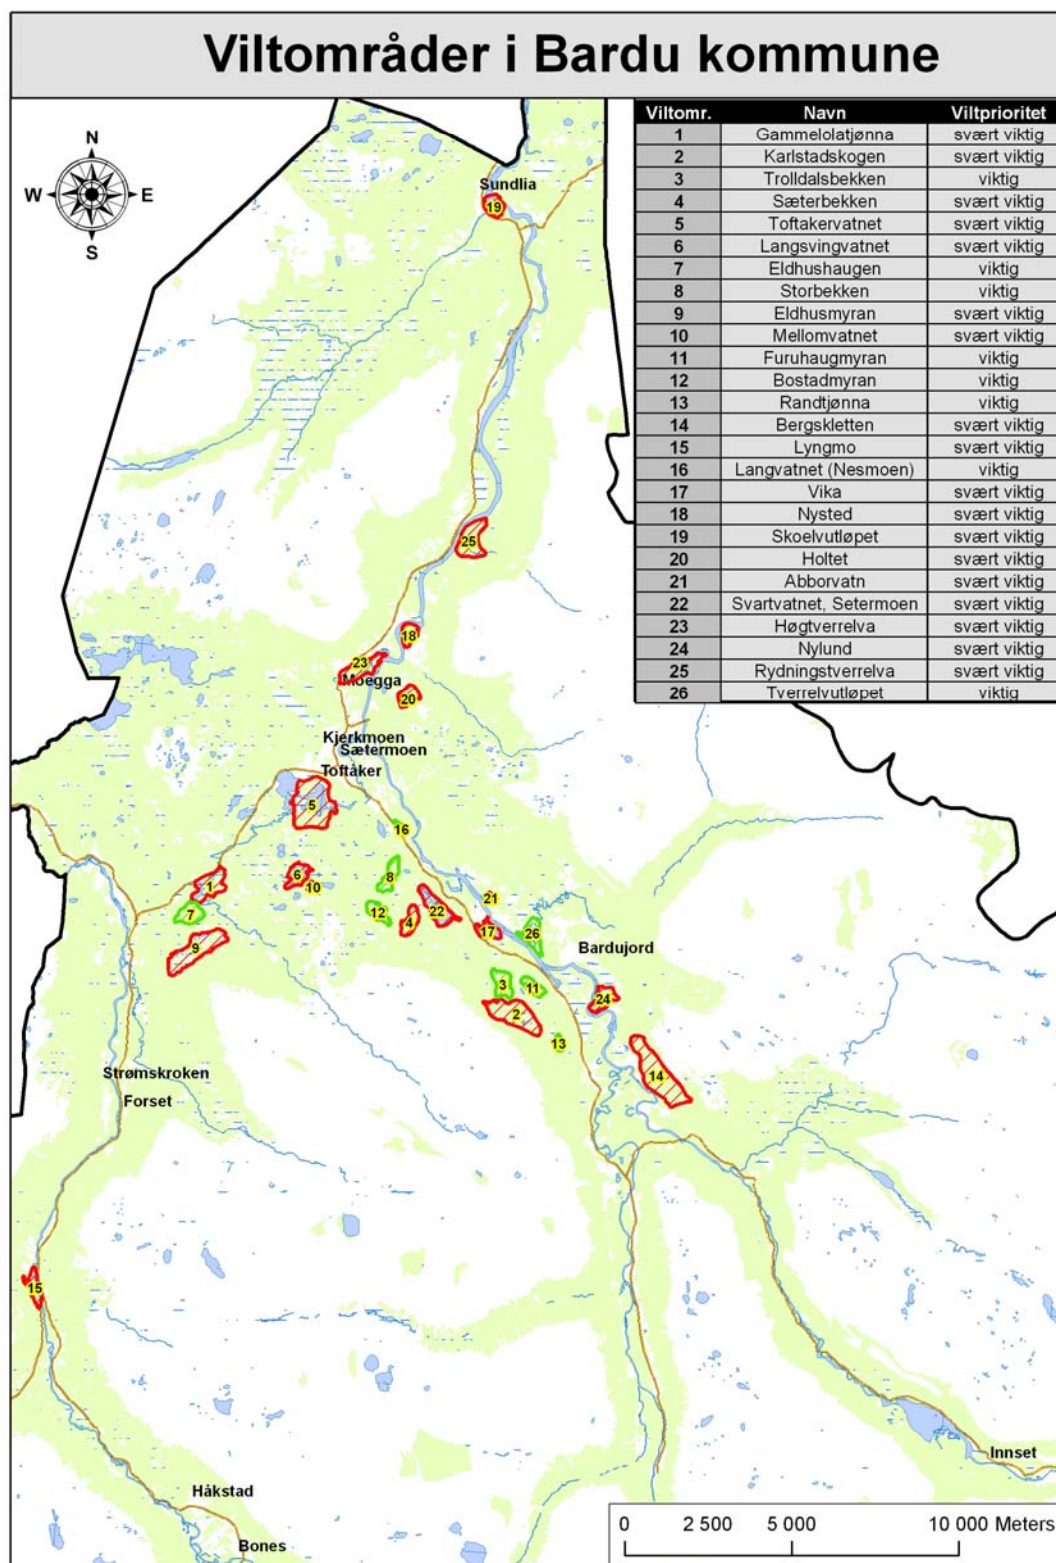 Viltområder i Bardu kommune
Viltomr. Navn Viltprioritet
1 Gammelolatjønna svært viktig
2 Karlstadskogen svært viktig
3 Trolldalsbekken viktig
4 Sæterbekken svært viktig
5 Toftakervatnet svært viktig
6 Langsvingvatnet svært viktig
7 Eldhushaugen viktig
8 Storbekken viktig
9 Eldhusmyran svært viktig
10 Mellomvatnet svært viktig
11 Furuhaugmyran viktig
12 Bostadmyran viktig
13 Randtjønna viktig
14 Bergskletten svært viktig
15 Lyngmo svært viktig
16 Langvatnet (Nesmoen) viktig
17 Vika svært viktig
18 Nysted svært viktig
19 Skoelvutløpet svært viktig
20 Holtet svært viktig
21 Abborvatn svært viktig
22 Svartvatnet, Setermoen svært viktig
23 Høgtverrelva svært viktig
24 Nylund svært viktig
25 Rydningstverrelva svært viktig
26 Tverrelvutløpet viktig
N
W E
S
Sundlia
19
25
18
23
Moegga
20
Kjerkmoen
Sætermoen
Toftåker
5
16
6
8
1
10
21
7
12
22
4
17
26
9
Bardujord
3
11
24
2
13
Strømskroken
14
Forset
15
Innset
Håkstad
Bones
0 2 500 5 000 10 000 Meters